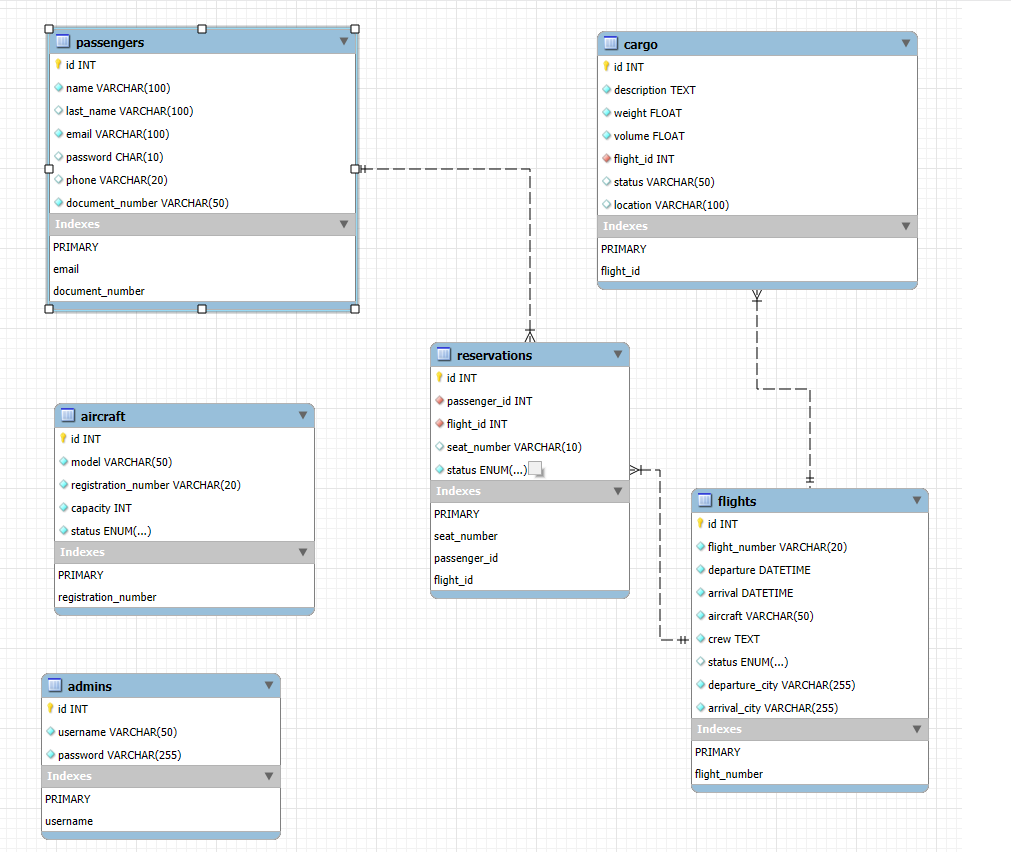 passengers
id INT
name VARCHAR(100)
last_name VARCHAR(100)
email VARCHAR(100)
password CHAR(10)
phone VARCHAR(20)
document_number VARCHAR(50)
Indexes
PRIMARY
email
document_number
cargo
id INT
description TEXT
weight FLOAT
volume FLOAT
flight_id INT
status VARCHAR(50)
location VARCHAR(100)
Indexes
PRIMARY
flight_id
reservations
id INT
passenger_id INT
flight_id INT
seat_number VARCHAR(10)
status ENUM(...)
Indexes
PRIMARY
seat_number
passenger_id
flight_id
aircraft
id INT
model VARCHAR(50)
registration_number VARCHAR(20)
capacity INT
status ENUM(...)
Indexes
PRIMARY
registration_number
flights
id INT
flight_number VARCHAR(20)
departure DATETIME
arrival DATETIME
aircraft VARCHAR(50)
crew TEXT
status ENUM(...)
departure_city VARCHAR(255)
arrival_city VARCHAR(255)
Indexes
PRIMARY
flight_number
admins
id INT
username VARCHAR(50)
password VARCHAR(255)
Indexes
PRIMARY
username